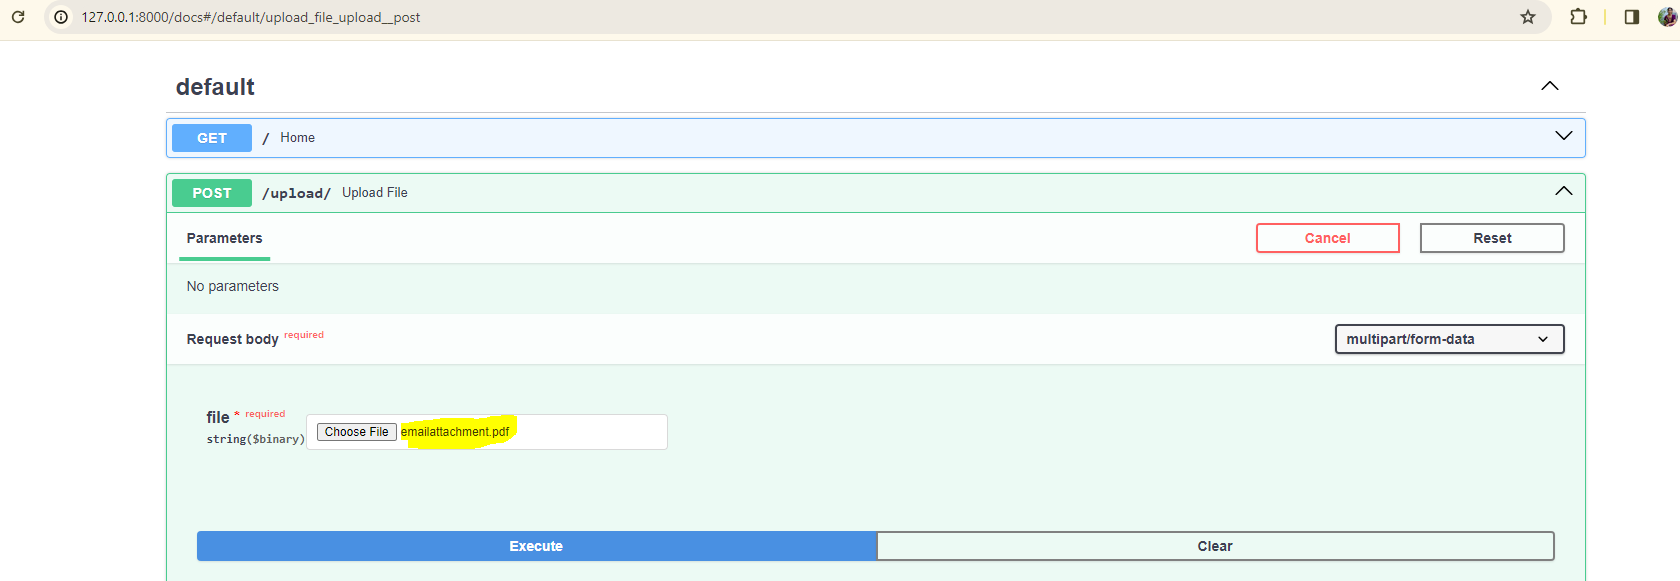 127.0.0.1:8000/docs#/default/upload_file_upload__post
default
GET / Home
POST /upload/ Upload File
Parameters
Cancel
Reset
No parameters
Request body required
multipart/form-data
file * required
string($binary)
Choose File emailattachment.pdf
Execute
Clear